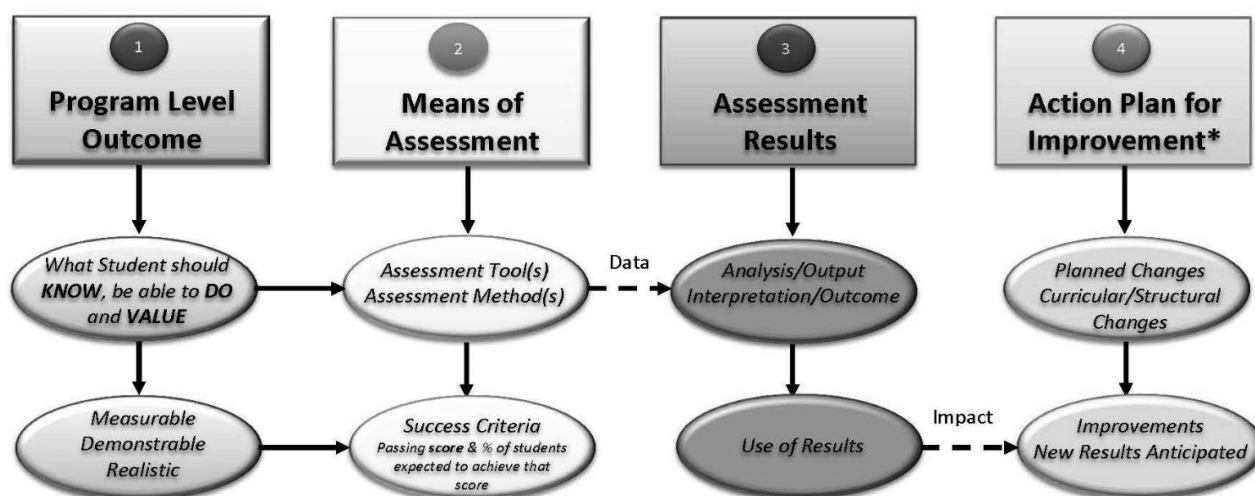 1
Program Level
Outcome
2
Means of
Assessment
3
Assessment
Results
4
Action Plan for
Improvement*
What Student should
KNOW, be able to DO
and VALUE
Assessment Tool(s)
Assessment Method(s)
Data
Analysis/Output
Interpretation/Outcome
Planned Changes
Curricular/Structural
Changes
Measurable
Demonstrable
Realistic
Success Criteria
Passing score & % of students
expected to achieve that
score
Use of Results
Impact
Improvements
New Results Anticipated